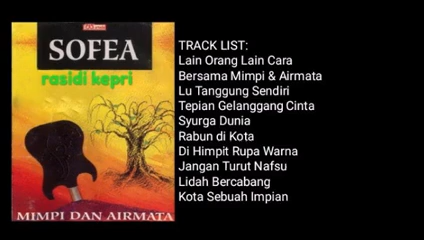 SOFEA
rasidi kepri
MIMPI DAN AIRMATA
TRACK LIST:
Lain Orang Lain Cara
Bersama Mimpi & Airmata
Lu Tanggung Sendiri
Tepian Gelanggang Cinta
Syurga Dunia
Rabun di Kota
Di Himpit Rupa Warna
Jangan Turut Nafsu
Lidah Bercabang
Kota Sebuah Impian